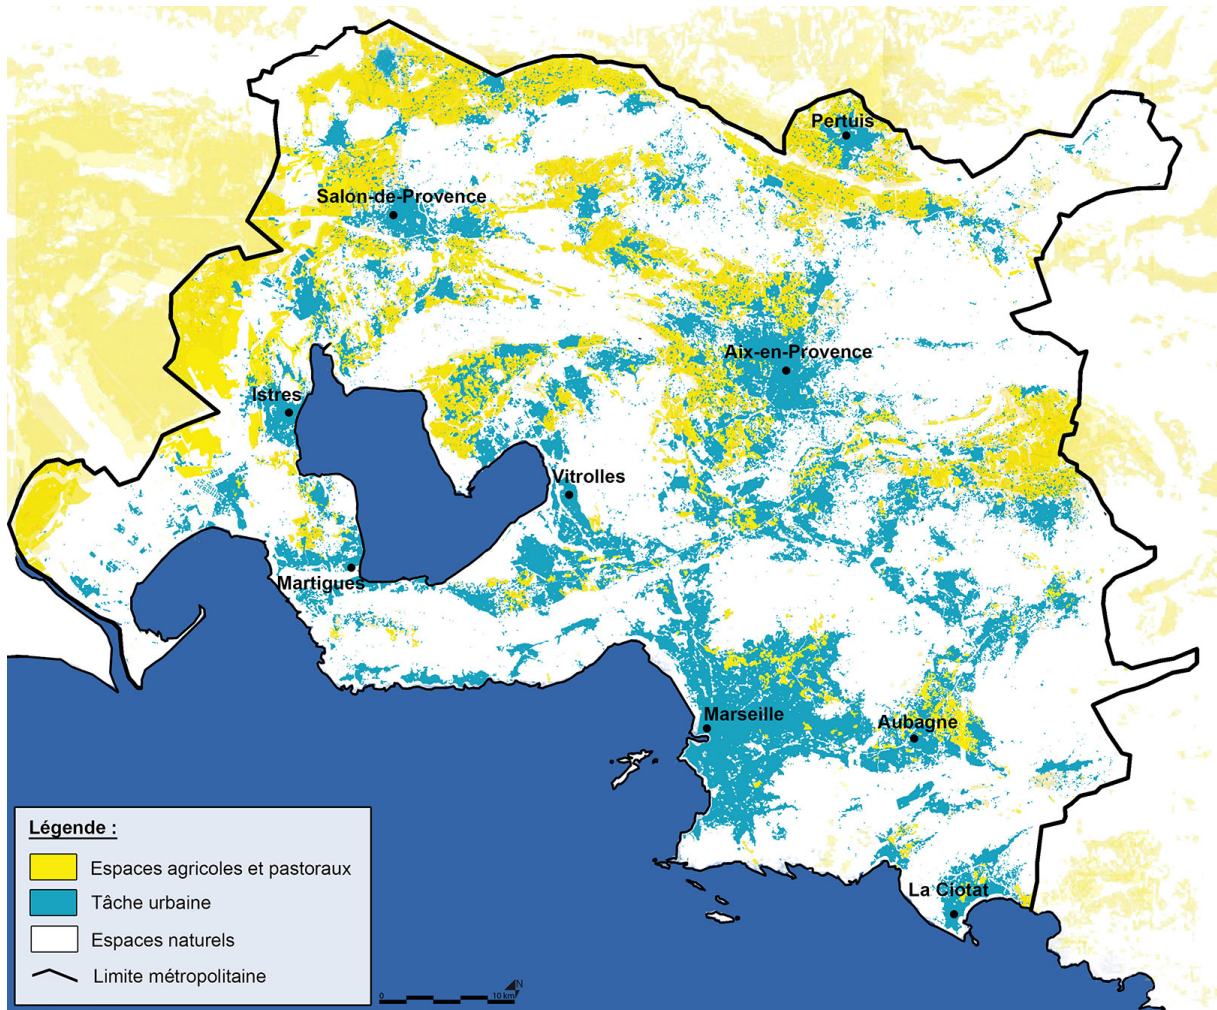 Pertuis
Salon-de-Provence
Aix-en-Provence
Istres
Vitrolles
Martigues
Marseille
Aubagne
La Ciotat
Légende :
Espaces agricoles et pastoraux
Tâche urbaine
Espaces naturels
Limite métropolitaine
0 10 km
N